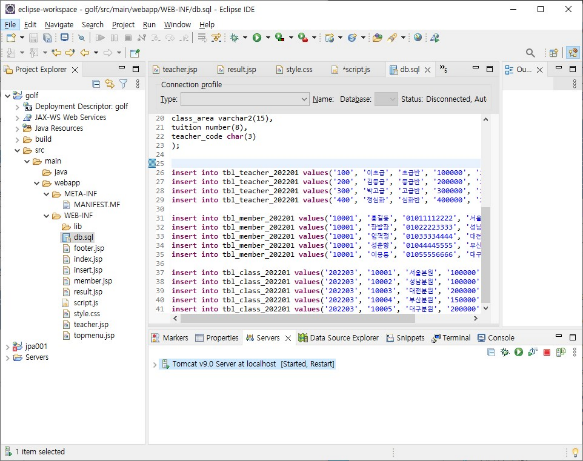 eclipse-workspace - golf/src/main/webapp/WEB-INF/db.sql - Eclipse IDE
File Edit Navigate Search Project Run Window Help
Project Explorer
golf
Deployment Descriptor: golf
JAX-WS Web Services
Java Resources
build
src
main
java
webapp
META-INF
MANIFEST.MF
WEB-INF
lib
db.sql
footer.jsp
index.jsp
insert.jsp
member.jsp
result.jsp
script.js
style.css
teacher.jsp
topmenu.jsp
jpa001
Servers
teacher.jsp result.jsp style.css *script.js db.sql
Connection profile
Type: Name: Database: Status: Disconnected, Aut
20 class_area varchar2(15),
21 tuition number(8),
22 teacher_code char(3)
23 );
24
25
26 insert into tbl_teacher_202201 values('100', '이초급', '초급반', '100000',
27 insert into tbl_teacher_202201 values('200', '김중급', '중급반', '200000',
28 insert into tbl_teacher_202201 values('300', '박고급', '고급반', '300000',
29 insert into tbl_teacher_202201 values('400', '정심화', '심화반', '400000',
30
31 insert into tbl_member_202201 values('10001', '홍길동', '01011112222', '서울
32 insert into tbl_member_202201 values('10001', '장발장', '01022223333', '성남
33 insert into tbl_member_202201 values('10001', '임꺽정', '01033334444', '대전
34 insert into tbl_member_202201 values('10001', '성춘향', '01044445555', '부산
35 insert into tbl_member_202201 values('10001', '이몽룡', '01055556666', '대구
36
37 insert into tbl_class_202201 values('202203', '10001', '서울본원', '100000'
38 insert into tbl_class_202201 values('202203', '10002', '성남분원', '100000'
39 insert into tbl_class_202201 values('202203', '10003', '대전분원', '200000'
40 insert into tbl_class_202201 values('202203', '10004', '부산분원', '150000'
41 insert into tbl_class_202201 values('202203', '10005', '대구분원', '200000'
Ou...
Markers Properties Servers Data Source Explorer Snippets Terminal Console
Tomcat v9.0 Server at localhost [Started, Restart]
1 item selected